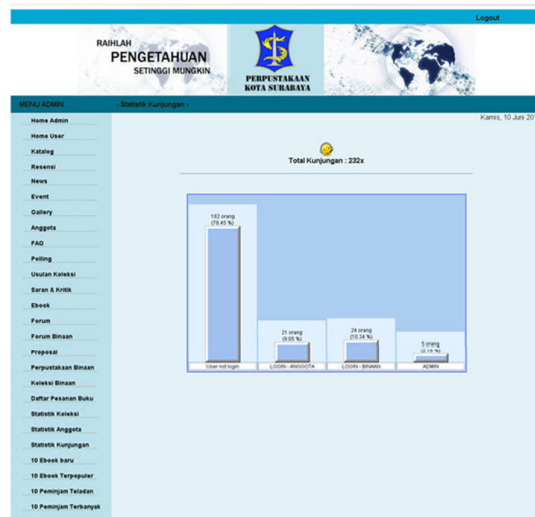 Logout
RAIHLAH
PENGETAHUAN
SETINGGI MUNGKIN
PERPUSTAKAAN
KOTA SURABAYA
MENU ADMIN
- Statistik Kunjungan -
Kamis, 10 Juni 20
Home Admin
Home User
Katalog
Resensi
News
Event
Gallery
Anggota
FAQ
Polling
Usulan Koleksi
Saran & Kritik
Ebook
Forum
Forum Binaan
Proposal
Perpustakaan Binaan
Koleksi Binaan
Daftar Pesanan Buku
Statistik Koleksi
Statistik Anggota
Statistik Kunjungan
10 Ebook baru
10 Ebook Terpopuler
10 Peminjam Teladan
10 Peminjam Terbanyak
Total Kunjungan : 232x
182 orang
(78.45 %)
21 orang
(9.05 %)
24 orang
(10.34 %)
5 orang
(2.16 %)
User not login
LOGIN - ANGGOTA
LOGIN - BINAAN
ADMIN